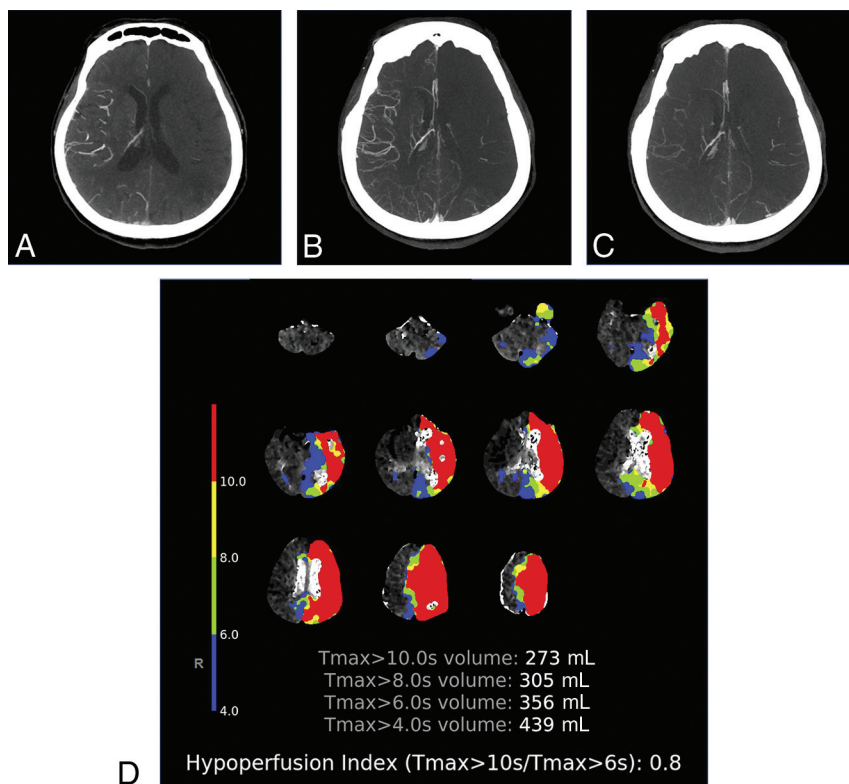 A
B
C
10.0
8.0
6.0
R
4.0
Tmax>10.0s volume: 273 mL
Tmax>8.0s volume: 305 mL
Tmax>6.0s volume: 356 mL
Tmax>4.0s volume: 439 mL
Hypoperfusion Index (Tmax>10s/Tmax>6s): 0.8
D